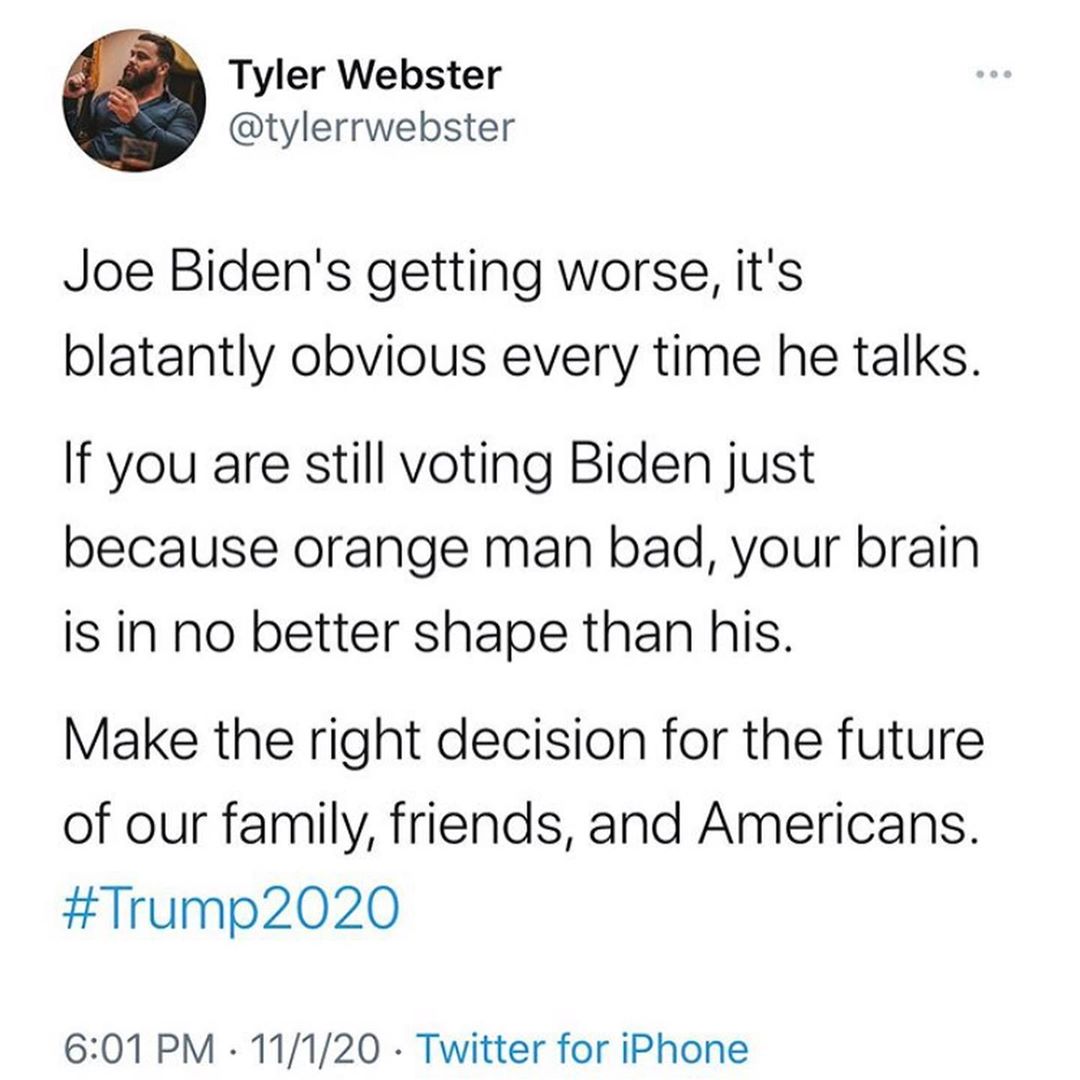 Tyler Webster
@tylerrwebster
Joe Biden's getting worse, it's
blatantly obvious every time he talks.
If you are still voting Biden just
because orange man bad, your brain
is in no better shape than his.
Make the right decision for the future
of our family, friends, and Americans.
#Trump2020
6:01 PM · 11/1/20 · Twitter for iPhone